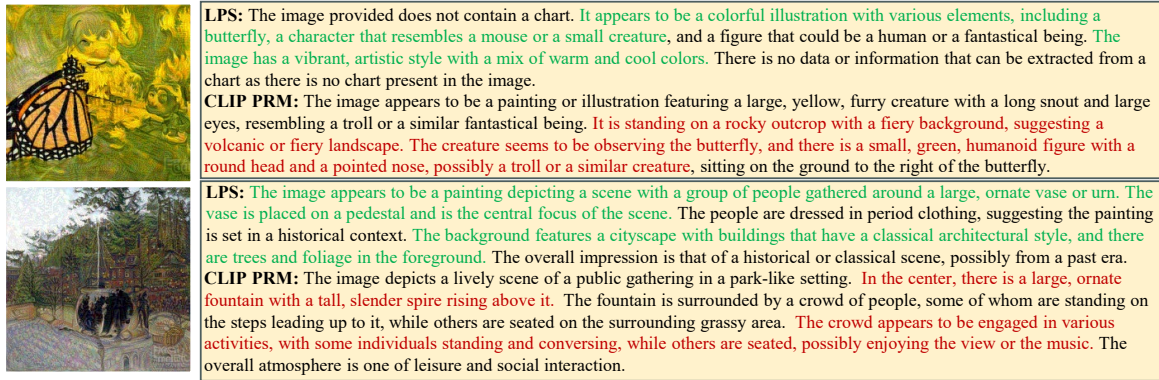 LPS: The image provided does not contain a chart. It appears to be a colorful illustration with various elements, including a
butterfly, a character that resembles a mouse or a small creature, and a figure that could be a human or a fantastical being. The
image has a vibrant, artistic style with a mix of warm and cool colors. There is no data or information that can be extracted from a
chart as there is no chart present in the image.
CLIP PRM: The image appears to be a painting or illustration featuring a large, yellow, furry creature with a long snout and large
eyes, resembling a troll or a similar fantastical being. It is standing on a rocky outcrop with a fiery background, suggesting a
volcanic or fiery landscape. The creature seems to be observing the butterfly, and there is a small, green, humanoid figure with a
round head and a pointed nose, possibly a troll or a similar creature, sitting on the ground to the right of the butterfly.
LPS: The image appears to be a painting depicting a scene with a group of people gathered around a large, ornate vase or urn. The
vase is placed on a pedestal and is the central focus of the scene. The people are dressed in period clothing, suggesting the painting
is set in a historical context. The background features a cityscape with buildings that have a classical architectural style, and there
are trees and foliage in the foreground. The overall impression is that of a historical or classical scene, possibly from a past era.
CLIP PRM: The image depicts a lively scene of a public gathering in a park-like setting. In the center, there is a large, ornate
fountain with a tall, slender spire rising above it. The fountain is surrounded by a crowd of people, some of whom are standing on
the steps leading up to it, while others are seated on the surrounding grassy area. The crowd appears to be engaged in various
activities, with some individuals standing and conversing, while others are seated, possibly enjoying the view or the music. The
overall atmosphere is one of leisure and social interaction.